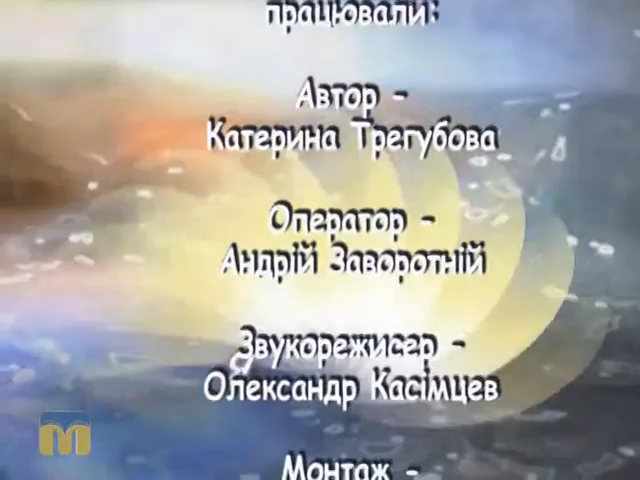 працювали:
Автор -
Катерина Трегубова
Оператор -
Андрій Заворотній
Звукорежисер -
Олександр Касімцев
Монтаж -
m